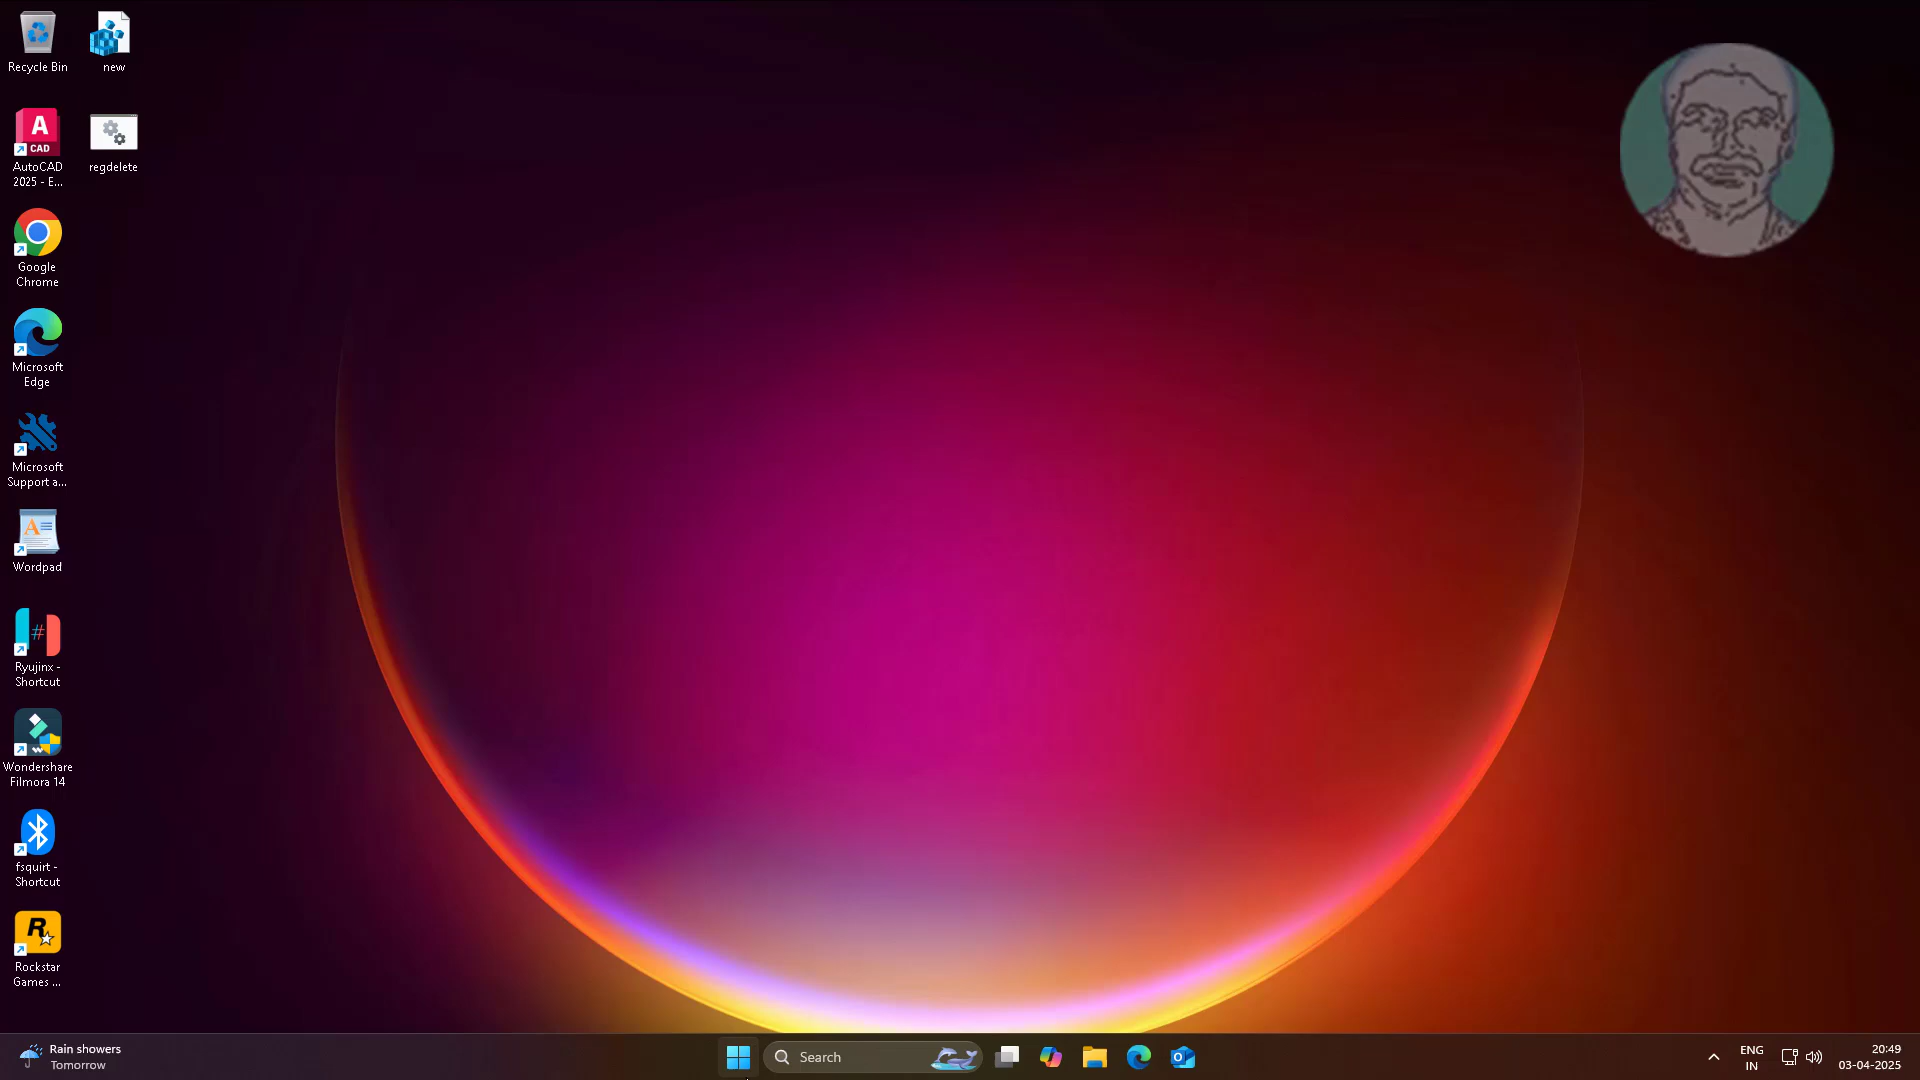 Recycle Bin
new
A
CAD
AutoCAD
2025 - E...
regdelete
Google
Chrome
Microsoft
Edge
Microsoft
Support a...
A
Wordpad
#
Ryujinx -
Shortcut
Wondershare
Filmora 14
fsquirt -
Shortcut
R
Rockstar
Games ...
Rain showers
Tomorrow
Search
ENG
IN
20:49
03-04-2025